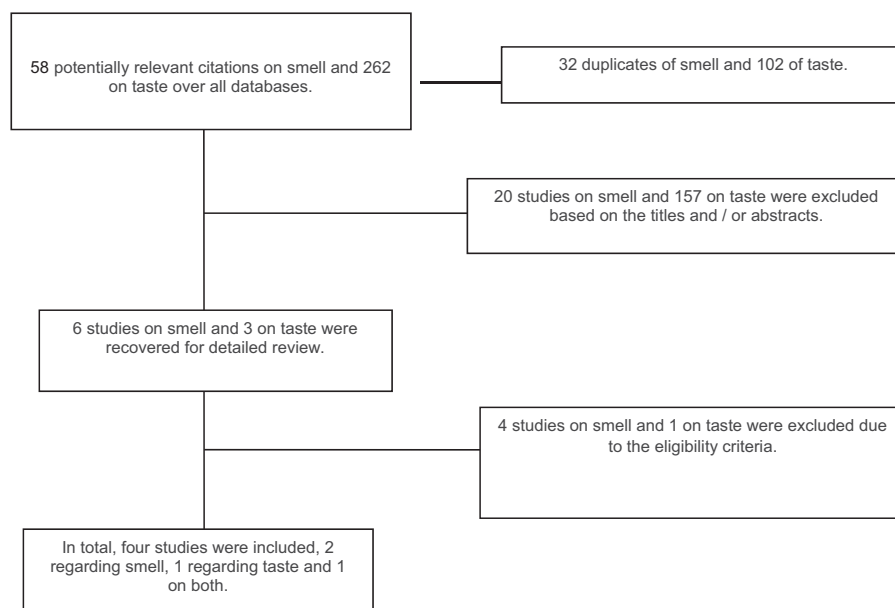 58 potentially relevant citations on smell and 262
on taste over all databases.
32 duplicates of smell and 102 of taste.
20 studies on smell and 157 on taste were excluded
based on the titles and / or abstracts.
6 studies on smell and 3 on taste were
recovered for detailed review.
4 studies on smell and 1 on taste were excluded due
to the eligibility criteria.
In total, four studies were included, 2
regarding smell, 1 regarding taste and 1
on both.